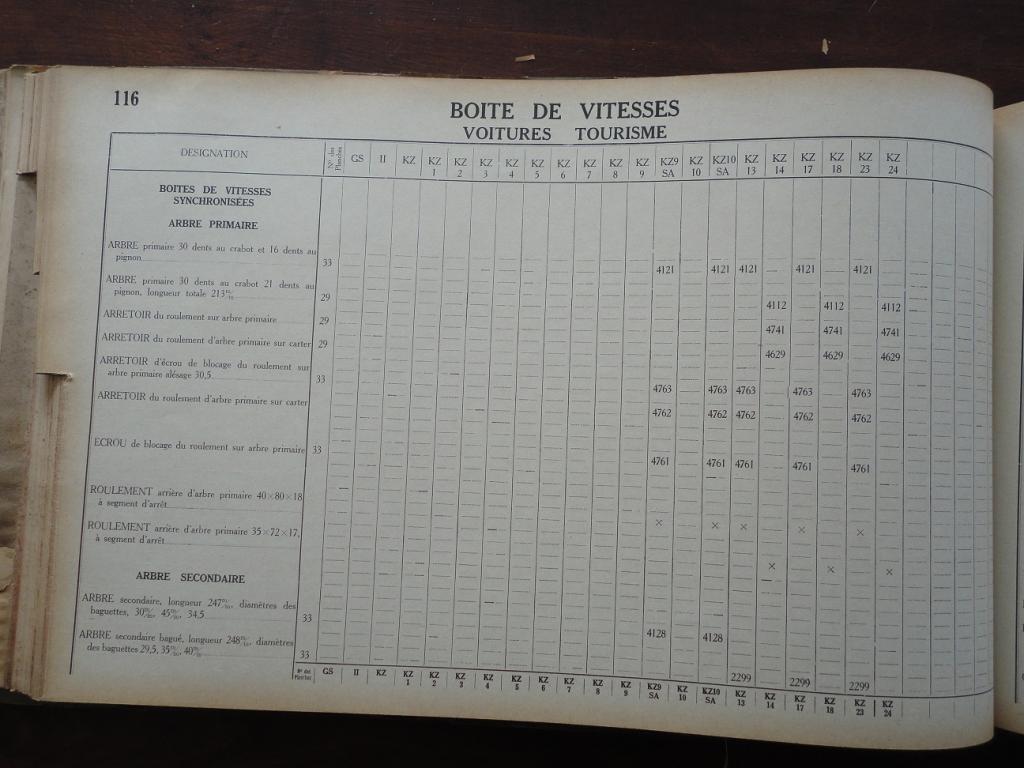 116
BOITE DE VITESSES
VOITURES TOURISME
DESIGNATION Nos des Planches GS II KZ KZ 1 KZ 2 KZ 3 KZ 4 KZ 5 KZ 6 KZ 7 KZ 8 KZ 9 KZ9 SA KZ 10 KZ10 SA KZ 13 KZ 14 KZ 17 KZ 18 KZ 23 KZ 24
BOITES DE VITESSES
SYNCHRONISÉES
ARBRE PRIMAIRE
ARBRE primaire 30 dents au crabot et 16 dents au
pignon 33 4121 4121 4121 4121 4121
ARBRE primaire 30 dents au crabot 21 dents au
pignon, longueur totale 213 29 4112 4112 4112
ARRETOIR du roulement sur arbre primaire 29 4741 4741 4741
ARRETOIR du roulement d'arbre primaire sur carter 29 4629 4629 4629
ARRETOIR d'écrou de blocage du roulement sur
arbre primaire alésage 30,5 33 4763 4763 4763 4763 4763
ARRETOIR du roulement d'arbre primaire sur carter 4762 4762 4762 4762 4762
ECROU de blocage du roulement sur arbre primaire 33 4761 4761 4761 4761 4761
ROULEMENT arrière d'arbre primaire 40×80×18
à segment d'arrêt × × × × ×
ROULEMENT arrière d'arbre primaire 35×72×17,
à segment d'arrêt × × ×
ARBRE SECONDAIRE
ARBRE secondaire, longueur 247 diamètres des
baguettes, 30 45 34,5 33 4128 4128
ARBRE secondaire bagué, longueur 248 diamètres
des baguettes 29,5, 35 40 33 2299 2299 2299
Nos des Planches GS II KZ KZ 1 KZ 2 KZ 3 KZ 4 KZ 5 KZ 6 KZ 7 KZ 8 KZ 9 KZ9 SA KZ 10 KZ10 SA KZ 13 KZ 14 KZ 17 KZ 18 KZ 23 KZ 24